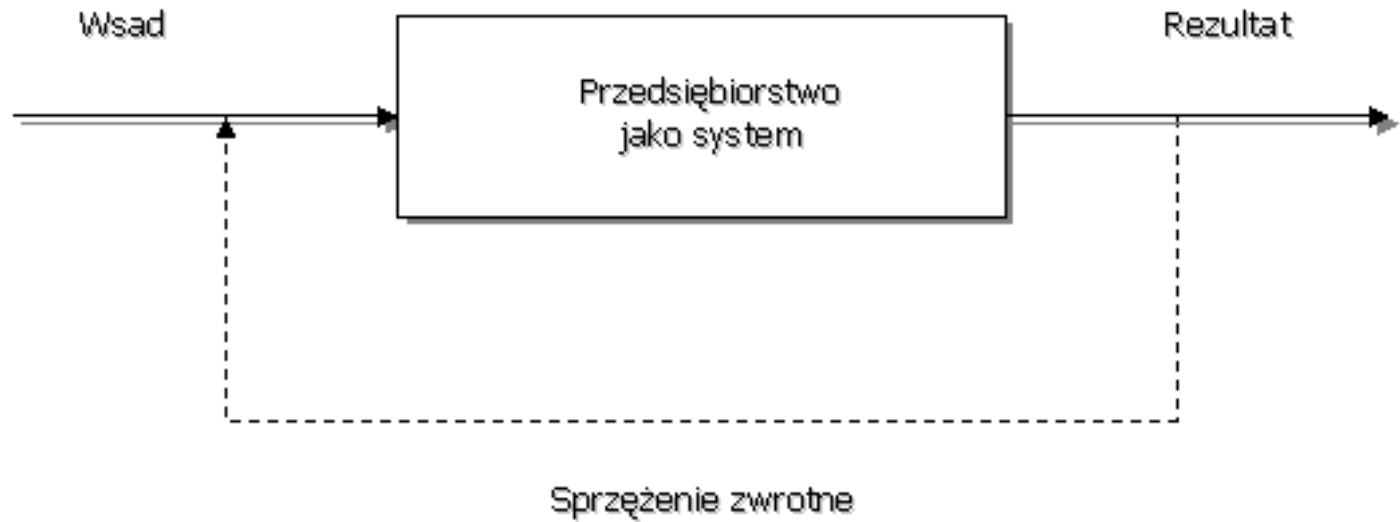 Wsad
Rezultat
Przedsiębiorstwo
jako system
Sprzężenie zwrotne